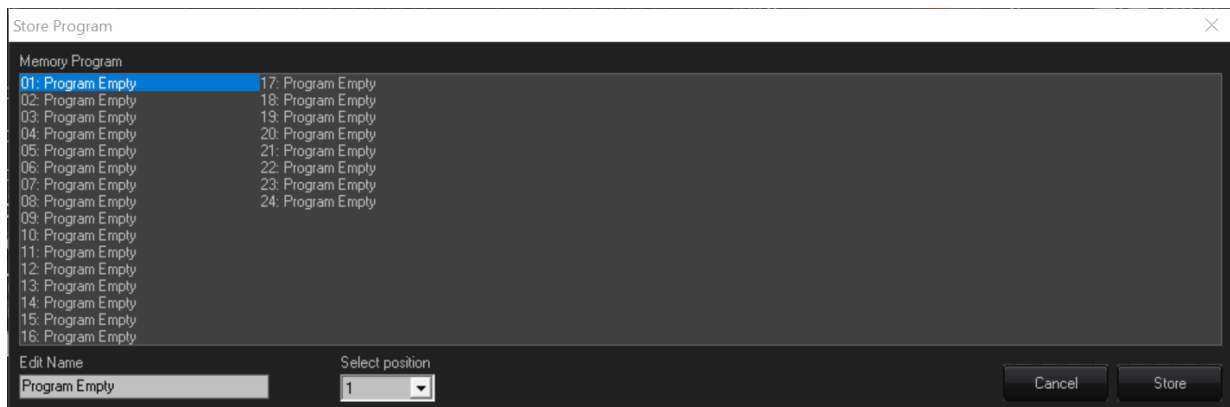 Store Program
Memory Program
01: Program Empty
02: Program Empty
03: Program Empty
04: Program Empty
05: Program Empty
06: Program Empty
07: Program Empty
08: Program Empty
09: Program Empty
10: Program Empty
11: Program Empty
12: Program Empty
13: Program Empty
14: Program Empty
15: Program Empty
16: Program Empty
17: Program Empty
18: Program Empty
19: Program Empty
20: Program Empty
21: Program Empty
22: Program Empty
23: Program Empty
24: Program Empty
Edit Name
Program Empty
Select position
1
Cancel
Store